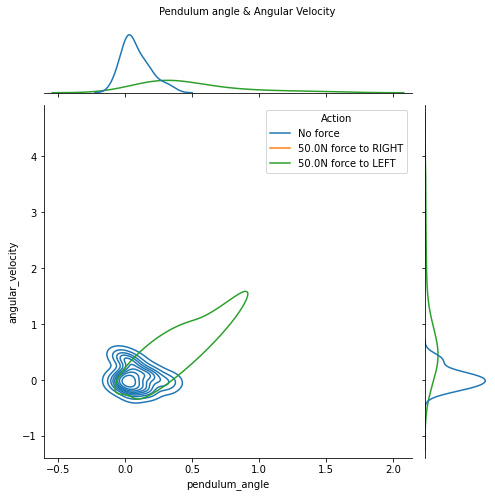 Pendulum angle & Angular Velocity
Action
No force
50.0N force to RIGHT
50.0N force to LEFT
4
3
2
1
0
−1
angular_velocity
−0.5
0.0
0.5
1.0
1.5
2.0
pendulum_angle